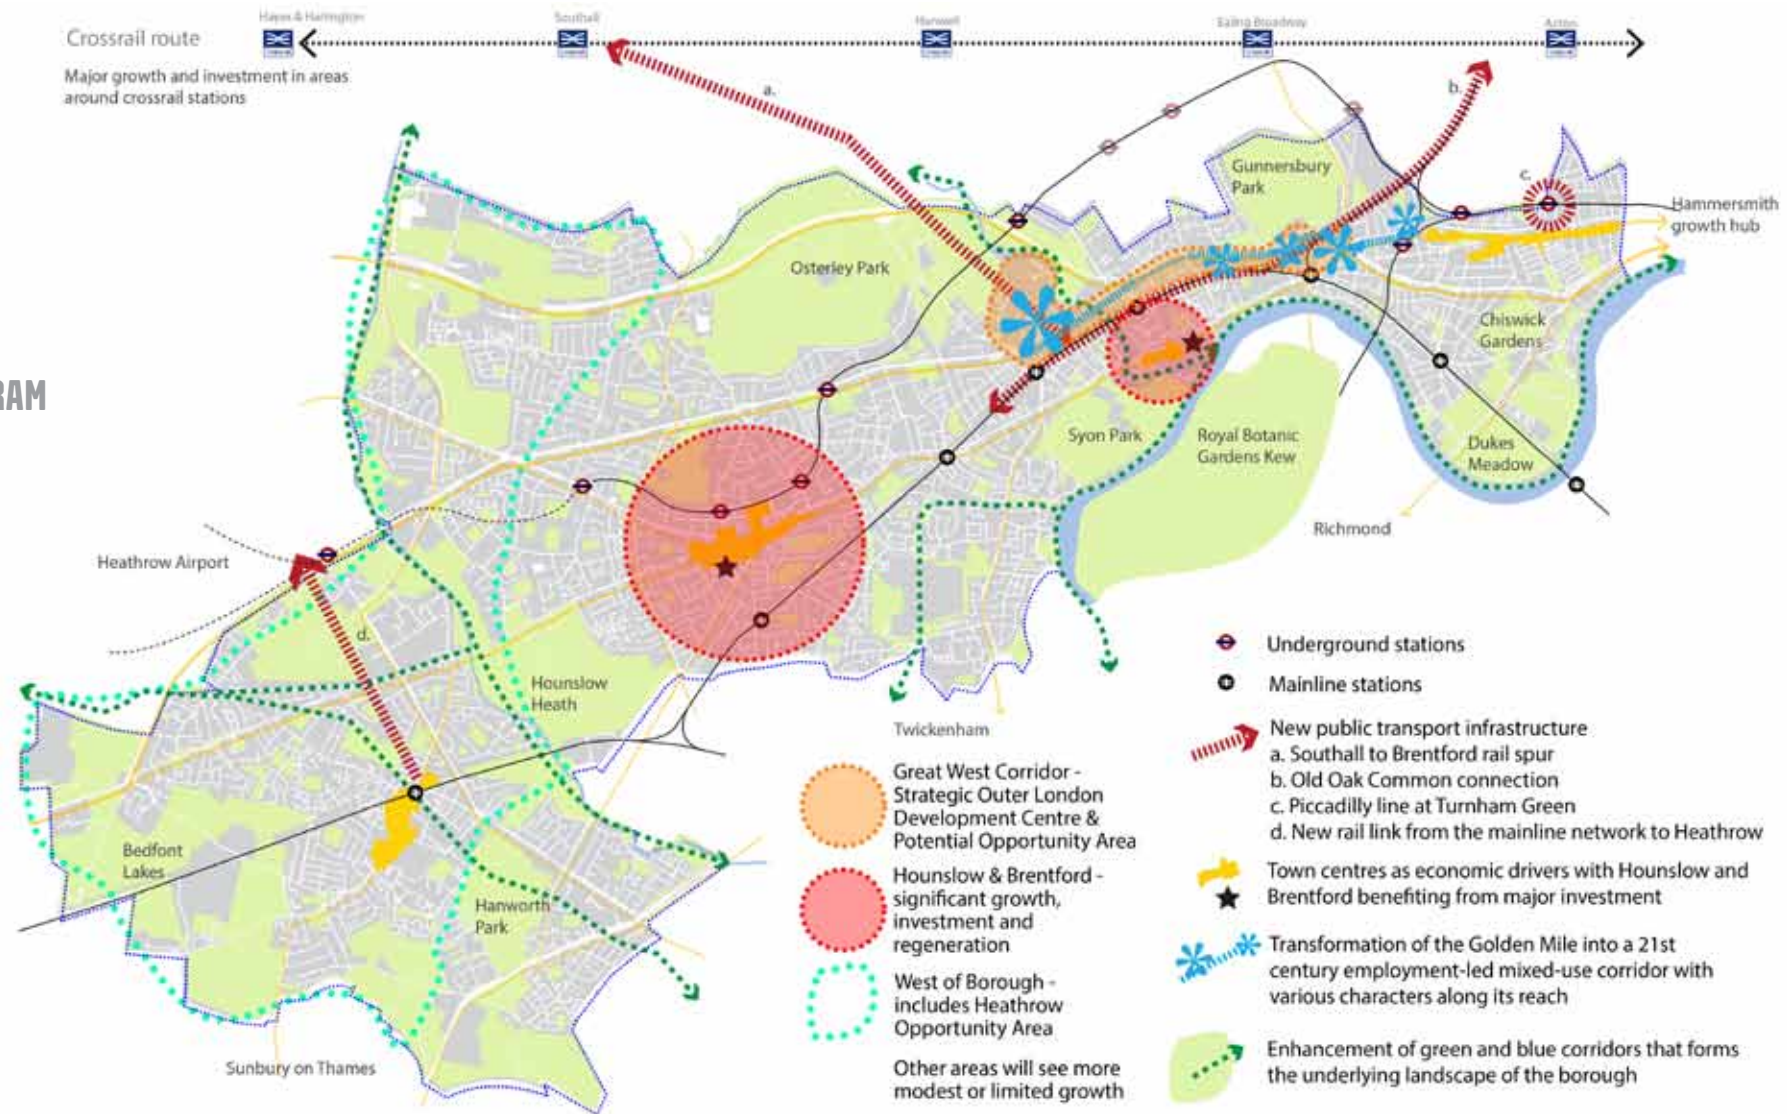 Hayes & Harlington
Southall
Hanwell
Ealing Broadway
Acton
Crossrail route
Major growth and investment in areas
around crossrail stations
a.
b.
Gunnersbury
Park
c.
Hammersmith
growth hub
Osterley Park
Chiswick
Gardens
RAM
Syon Park
Royal Botanic
Gardens Kew
Dukes
Meadow
Richmond
Heathrow Airport
d.
Hounslow
Heath
Twickenham
Bedfont
Lakes
Hanworth
Park
Sunbury on Thames
Great West Corridor -
Strategic Outer London
Development Centre &
Potential Opportunity Area
Hounslow & Brentford -
significant growth,
investment and
regeneration
West of Borough -
includes Heathrow
Opportunity Area
Other areas will see more
modest or limited growth
Underground stations
Mainline stations
New public transport infrastructure
a. Southall to Brentford rail spur
b. Old Oak Common connection
c. Piccadilly line at Turnham Green
d. New rail link from the mainline network to Heathrow
Town centres as economic drivers with Hounslow and
Brentford benefiting from major investment
Transformation of the Golden Mile into a 21st
century employment-led mixed-use corridor with
various characters along its reach
Enhancement of green and blue corridors that forms
the underlying landscape of the borough